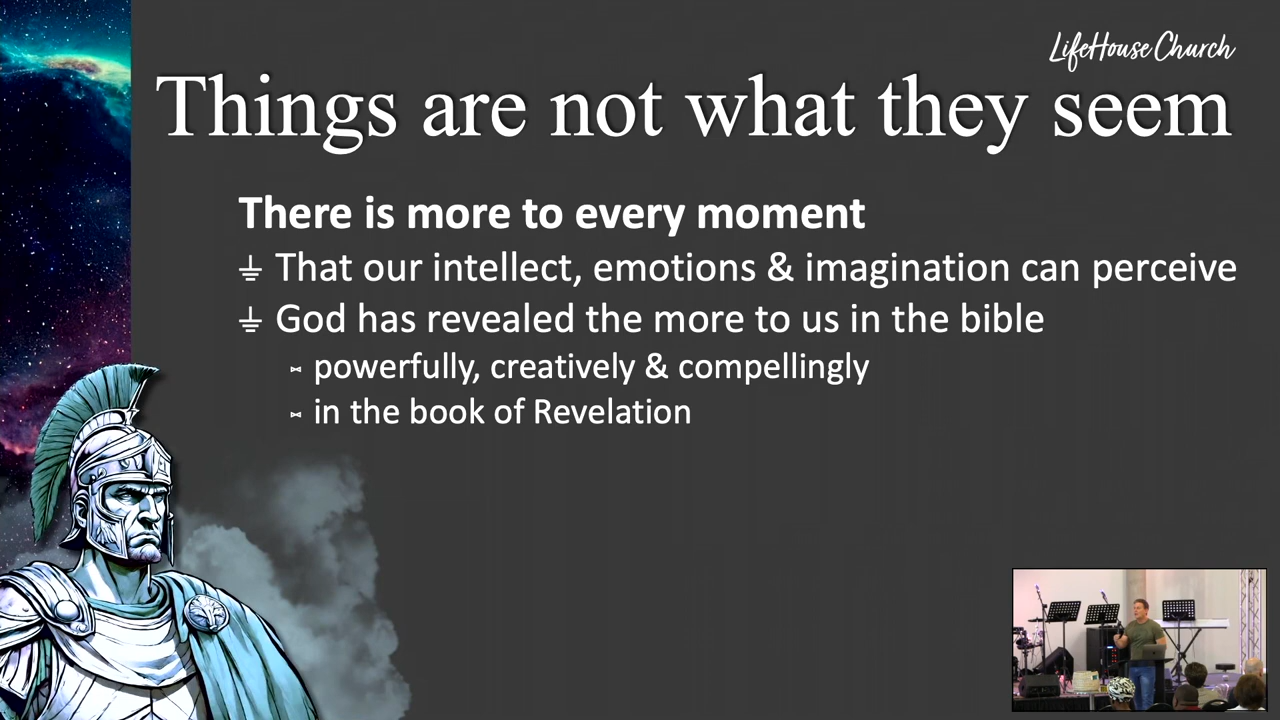 LifeHouse Church
Things are not what they seem
There is more to every moment
That our intellect, emotions & imagination can perceive
God has revealed the more to us in the bible
powerfully, creatively & compellingly
in the book of Revelation